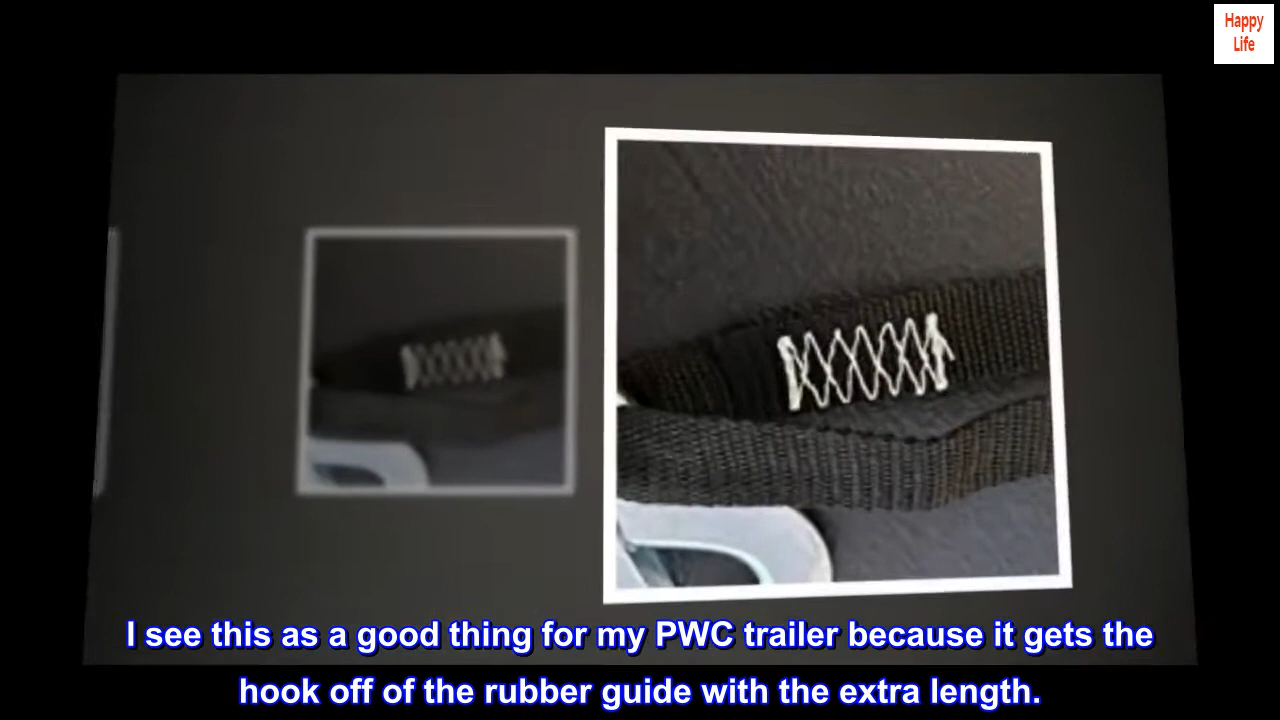 Happy
Life
I see this as a good thing for my PWC trailer because it gets the
hook off of the rubber guide with the extra length.